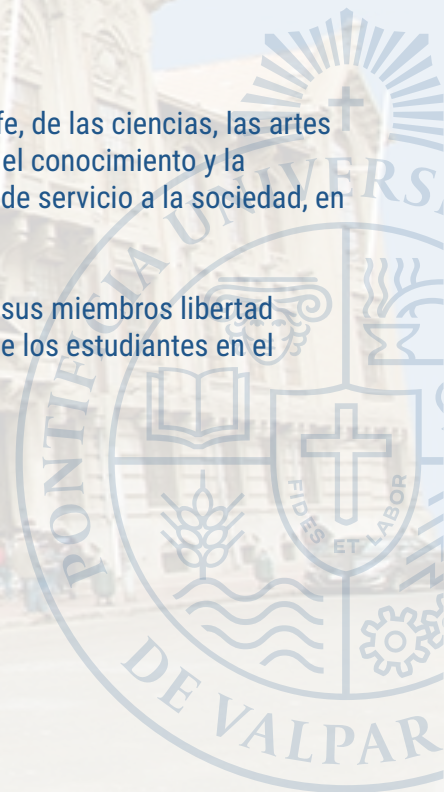 fe, de las ciencias, las artes
el conocimiento y la
de servicio a la sociedad, en
sus miembros libertad
e los estudiantes en el
PONTIFICIA UNIVERS
DE VALPAR
FIDES ET LABOR